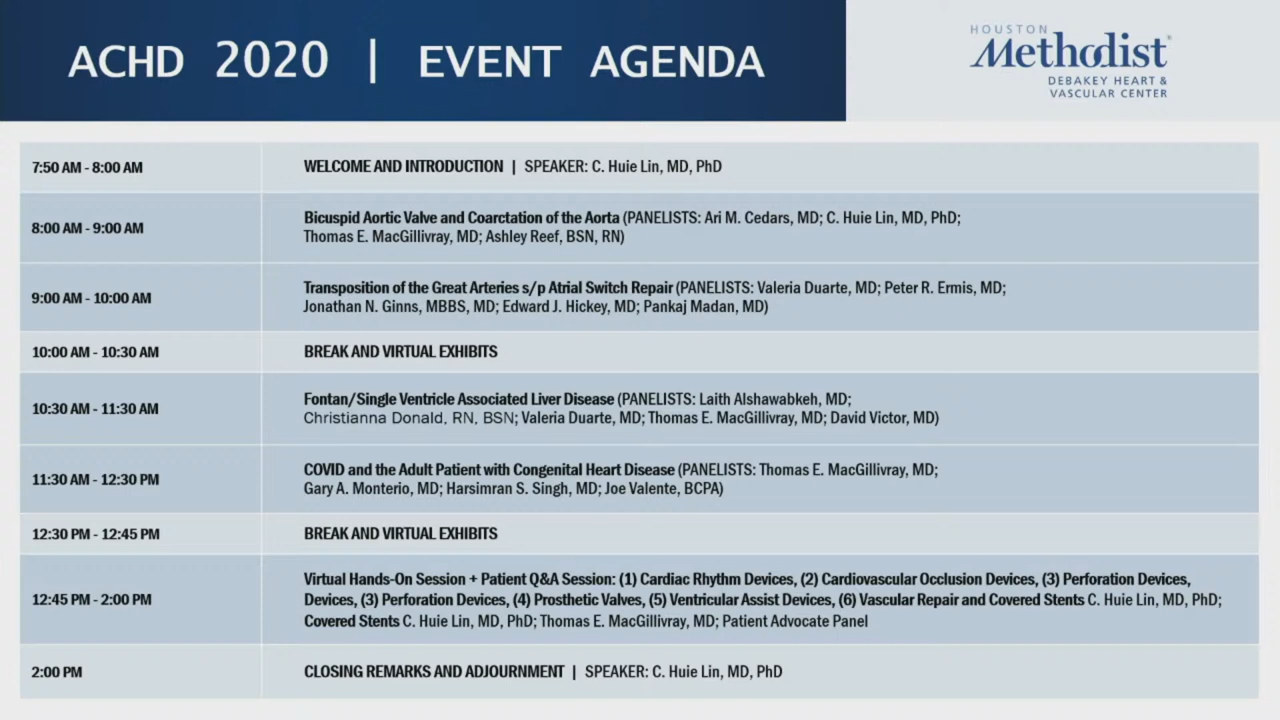 ACHD 2020 | EVENT AGENDA
HOUSTON
Methodist®
DEBAKEY HEART &
VASCULAR CENTER
7:50 AM - 8:00 AM
WELCOME AND INTRODUCTION | SPEAKER: C. Huie Lin, MD, PhD
8:00 AM - 9:00 AM
Bicuspid Aortic Valve and Coarctation of the Aorta (PANELISTS: Ari M. Cedars, MD; C. Huie Lin, MD, PhD;
Thomas E. MacGillivray, MD; Ashley Reef, BSN, RN)
9:00 AM - 10:00 AM
Transposition of the Great Arteries s/p Atrial Switch Repair (PANELISTS: Valeria Duarte, MD; Peter R. Ermis, MD;
Jonathan N. Ginns, MBBS, MD; Edward J. Hickey, MD; Pankaj Madan, MD)
10:00 AM - 10:30 AM
BREAK AND VIRTUAL EXHIBITS
10:30 AM - 11:30 AM
Fontan/Single Ventricle Associated Liver Disease (PANELISTS: Laith Alshawabkeh, MD;
Christianna Donald, RN, BSN; Valeria Duarte, MD; Thomas E. MacGillivray, MD; David Victor, MD)
11:30 AM - 12:30 PM
COVID and the Adult Patient with Congenital Heart Disease (PANELISTS: Thomas E. MacGillivray, MD;
Gary A. Monterio, MD; Harsimran S. Singh, MD; Joe Valente, BCPA)
12:30 PM - 12:45 PM
BREAK AND VIRTUAL EXHIBITS
12:45 PM - 2:00 PM
Virtual Hands-On Session + Patient Q&A Session: (1) Cardiac Rhythm Devices, (2) Cardiovascular Occlusion Devices, (3) Perforation Devices,
Devices, (3) Perforation Devices, (4) Prosthetic Valves, (5) Ventricular Assist Devices, (6) Vascular Repair and Covered Stents C. Huie Lin, MD, PhD;
Covered Stents C. Huie Lin, MD, PhD; Thomas E. MacGillivray, MD; Patient Advocate Panel
2:00 PM
CLOSING REMARKS AND ADJOURNMENT | SPEAKER: C. Huie Lin, MD, PhD